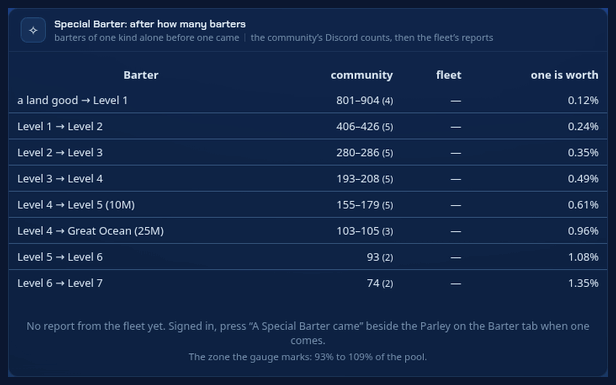 Special Barter: after how many barters
barters of one kind alone before one came | the community's Discord counts, then the fleet's reports
Barter community fleet one is worth
a land good → Level 1 801–904 (4) — 0.12%
Level 1 → Level 2 406–426 (5) — 0.24%
Level 2 → Level 3 280–286 (5) — 0.35%
Level 3 → Level 4 193–208 (5) — 0.49%
Level 4 → Level 5 (10M) 155–179 (5) — 0.61%
Level 4 → Great Ocean (25M) 103–105 (3) — 0.96%
Level 5 → Level 6 93 (2) — 1.08%
Level 6 → Level 7 74 (2) — 1.35%
No report from the fleet yet. Signed in, press “A Special Barter came” beside the Parley on the Barter tab when one
comes.
The zone the gauge marks: 93% to 109% of the pool.